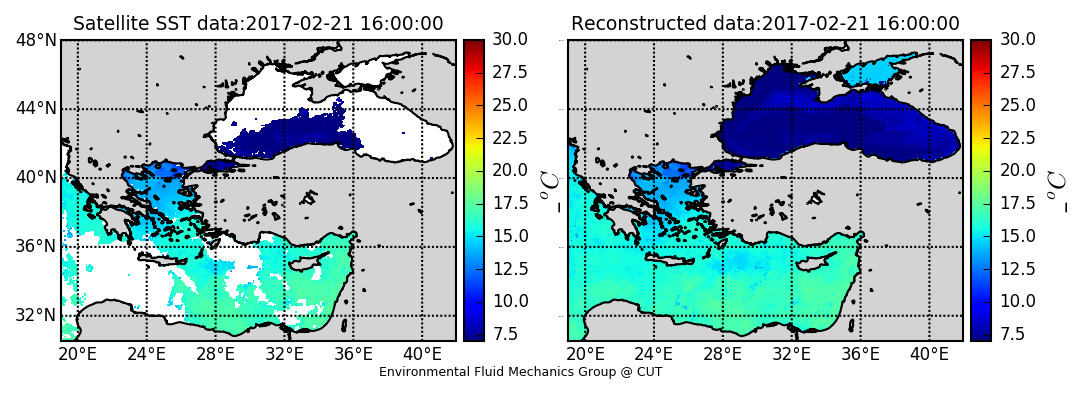 Satellite SST data:2017-02-21 16:00:00
Reconstructed data:2017-02-21 16:00:00
48°N
44°N
40°N
36°N
32°N
20°E 24°E 28°E 32°E 36°E 40°E
30.0
27.5
25.0
22.5
20.0
17.5
15.0
12.5
10.0
7.5
_°C
20°E 24°E 28°E 32°E 36°E 40°E
30.0
27.5
25.0
22.5
20.0
17.5
15.0
12.5
10.0
7.5
_°C
Environmental Fluid Mechanics Group @ CUT